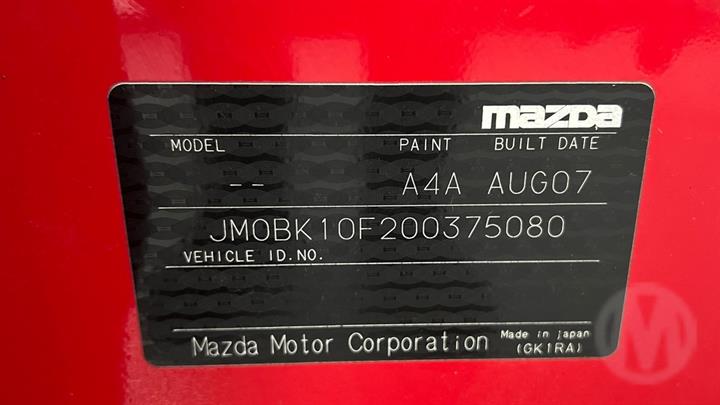 mazda
MODEL PAINT BUILT DATE
-- A4A AUG07
JM0BK10F200375080
VEHICLE ID.NO.
Mazda Motor Corporation Made in Japan
(GK1RA)
M